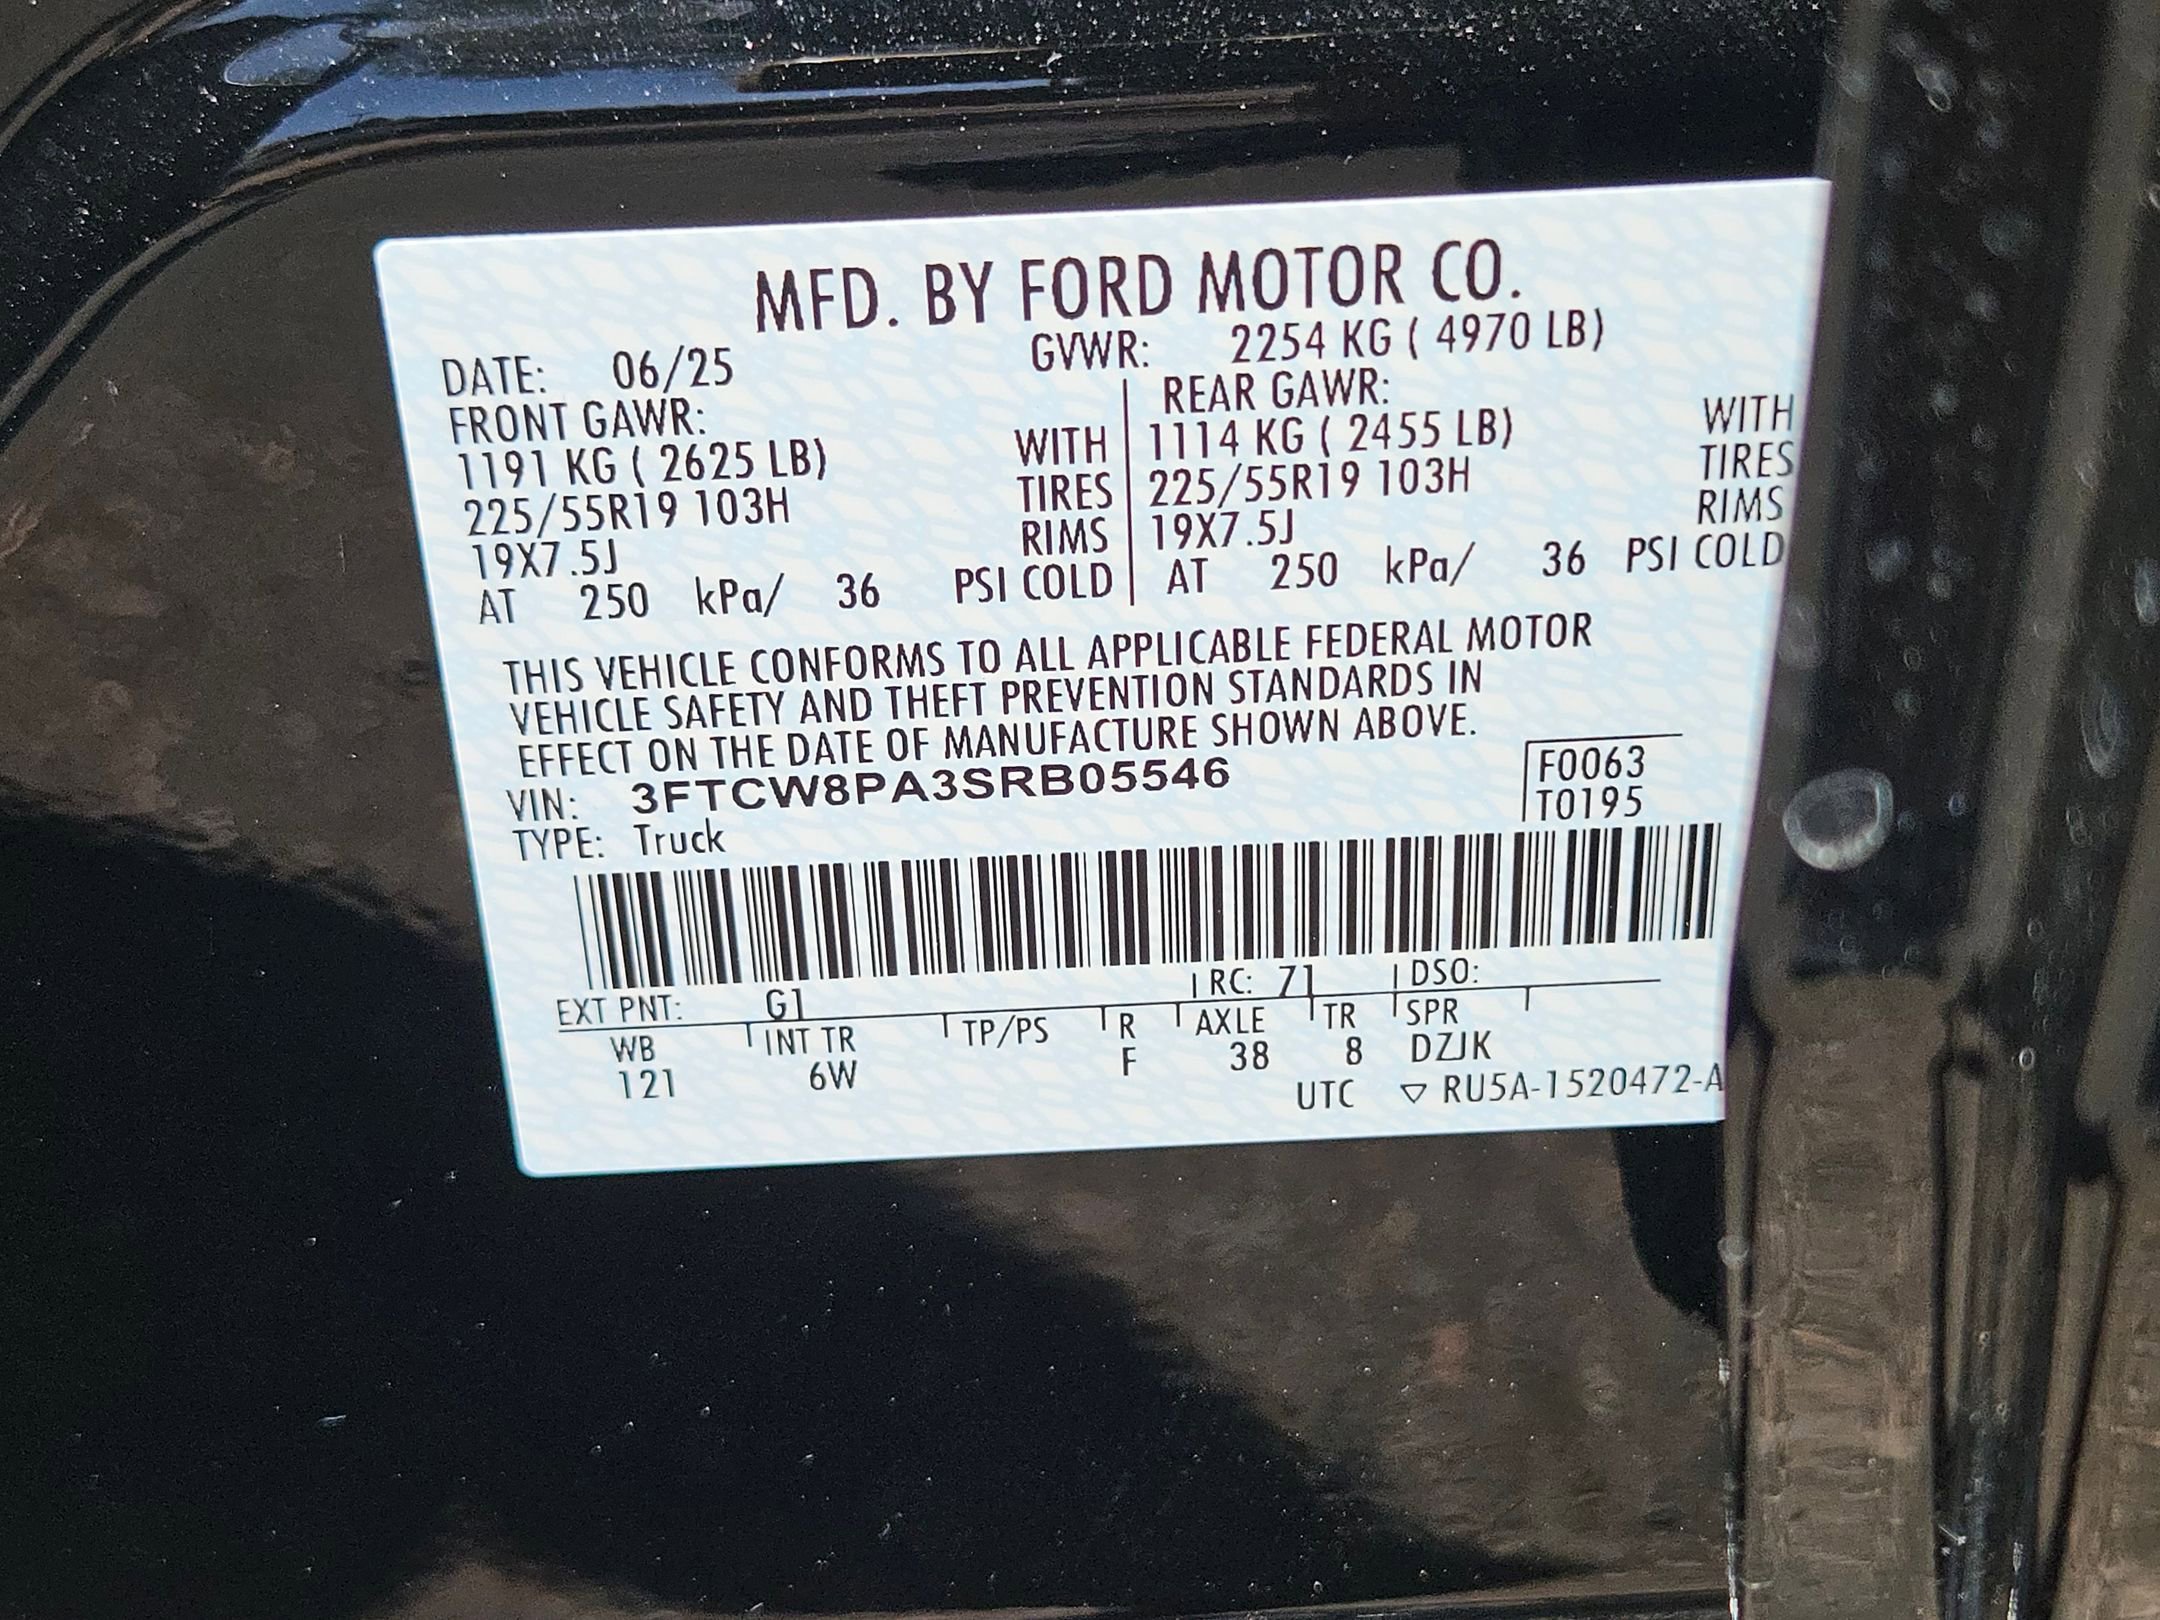 MFD. BY FORD MOTOR CO.
DATE: 06/25 GVWR: 2254 KG ( 4970 LB)
FRONT GAWR: REAR GAWR:
1191 KG ( 2625 LB) WITH 1114 KG ( 2455 LB) WITH
225/55R19 103H TIRES 225/55R19 103H TIRES
19X7.5J RIMS 19X7.5J RIMS
AT 250 kPa/ 36 PSI COLD AT 250 kPa/ 36 PSI COLD
THIS VEHICLE CONFORMS TO ALL APPLICABLE FEDERAL MOTOR
VEHICLE SAFETY AND THEFT PREVENTION STANDARDS IN
EFFECT ON THE DATE OF MANUFACTURE SHOWN ABOVE.
VIN: 3FTCW8PA3SRB05546 F0063
TYPE: Truck T0195
EXT PNT: G1 RC: 71 DSO:
WB INT TR TP/PS R AXLE TR SPR
121 6W F 38 8 DZJK
UTC ▽ RU5A-1520472-A